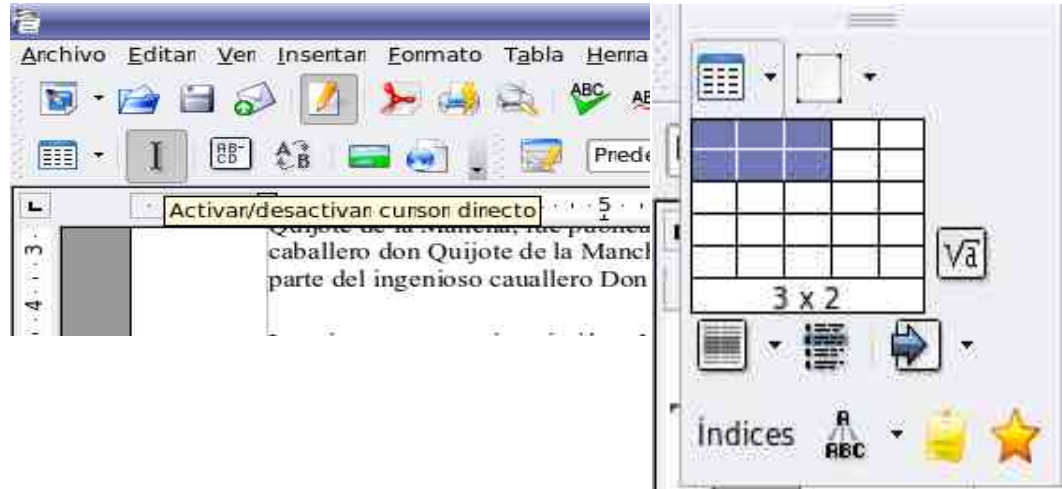 Archivo Editar Ver Insertar Formato Tabla Herra
ABC
AB-
CD
A
B
Prede
Activar/desactivar cursor directo
5
caballero don Quijote de la Manch
parte del ingenioso cauallero Don
3
4
Quijote de la Mancha, fue publica
3 x 2
√a
Índices
A
ABC